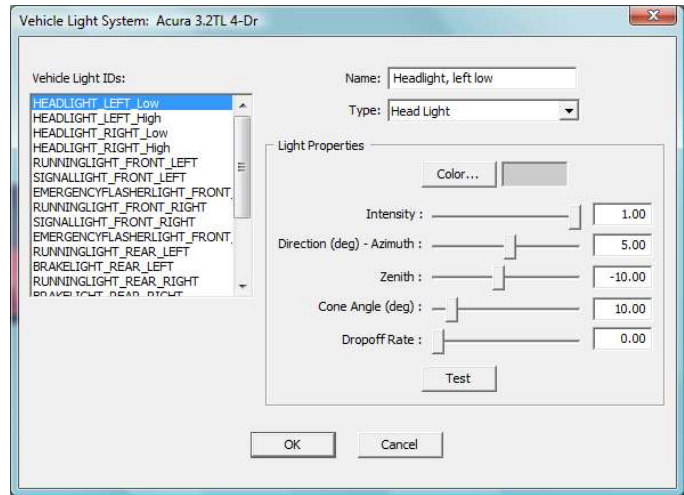 Vehicle Light System: Acura 3.2TL 4-Dr
Vehicle Light IDs:
HEADLIGHT_LEFT_Low
HEADLIGHT_LEFT_High
HEADLIGHT_RIGHT_Low
HEADLIGHT_RIGHT_High
RUNNINGLIGHT_FRONT_LEFT
SIGNALLIGHT_FRONT_LEFT
EMERGENCYFLASHERLIGHT_FRONT_
RUNNINGLIGHT_FRONT_RIGHT
SIGNALLIGHT_FRONT_RIGHT
EMERGENCYFLASHERLIGHT_FRONT_
RUNNINGLIGHT_REAR_LEFT
BRAKELIGHT_REAR_LEFT
RUNNINGLIGHT_REAR_RIGHT
BRAKELIGHT_REAR_RIGHT
Name: Headlight, left low
Type: Head Light
Light Properties
Color...
Intensity : 1.00
Direction (deg) - Azimuth : 5.00
Zenith : -10.00
Cone Angle (deg) : 10.00
Dropoff Rate : 0.00
Test
OK Cancel